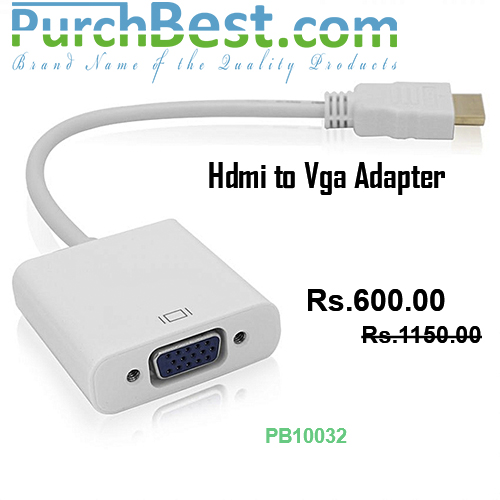 PurchBest.com
Brand Name of the Quality Products
Hdmi to Vga Adapter
Rs.600.00
Rs.1150.00
PB10032